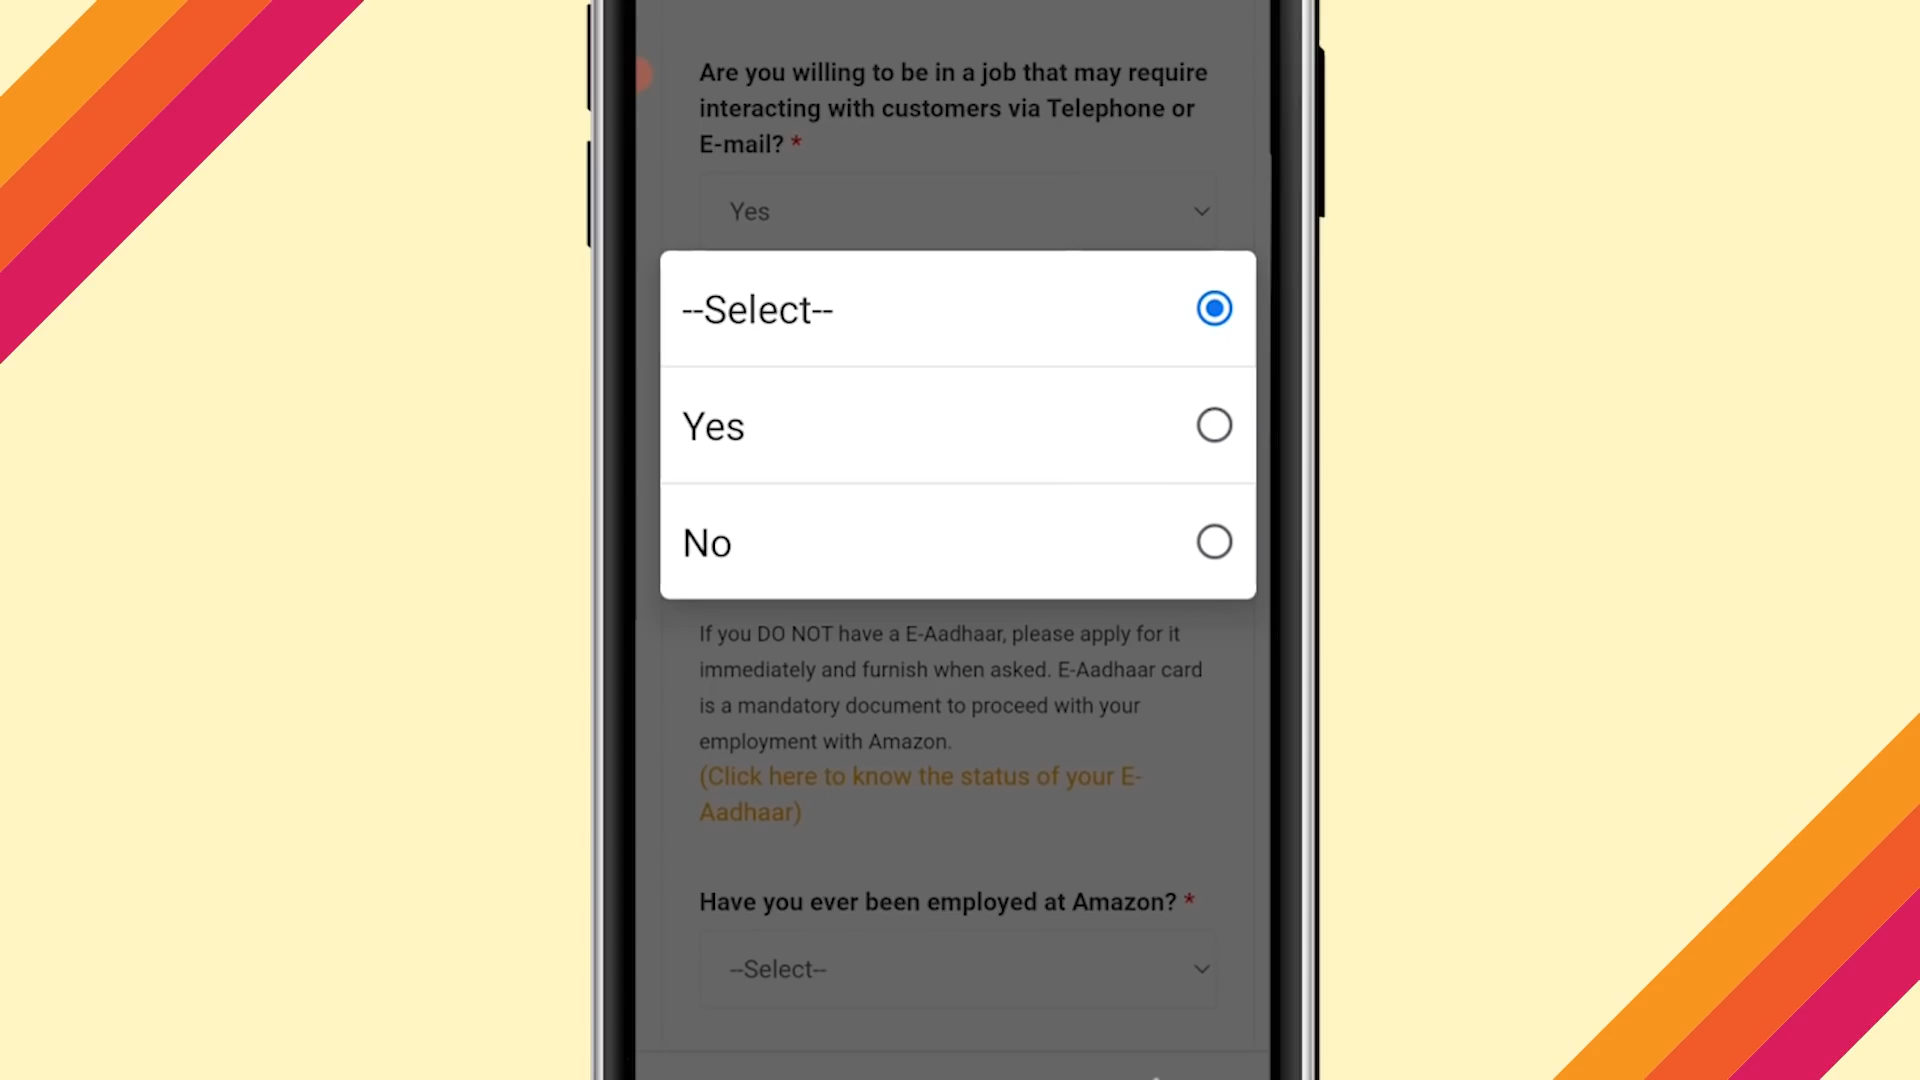 Are you willing to be in a job that may require
interacting with customers via Telephone or
E-mail? *
Yes
--Select--
Yes
No
If you DO NOT have a E-Aadhaar, please apply for it
immediately and furnish when asked. E-Aadhaar card
is a mandatory document to proceed with your
employment with Amazon.
(Click here to know the status of your E-
Aadhaar)
Have you ever been employed at Amazon? *
--Select--